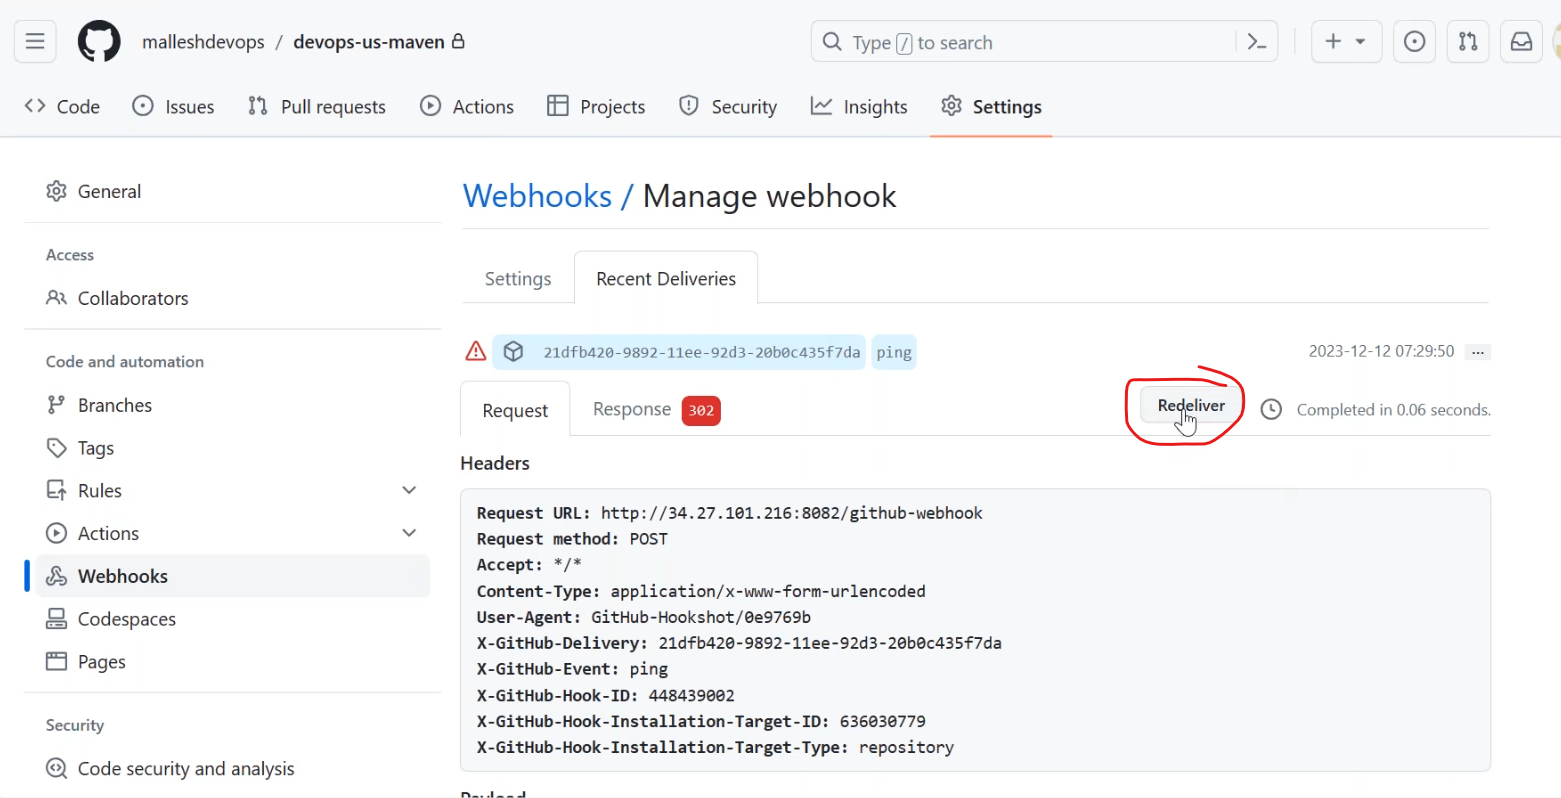 malleshdevops / devops-us-maven
Type / to search
Code Issues Pull requests Actions Projects Security Insights Settings
General
Access
Collaborators
Code and automation
Branches
Tags
Rules
Actions
Webhooks
Codespaces
Pages
Security
Code security and analysis
Webhooks / Manage webhook
Settings Recent Deliveries
21dfb420-9892-11ee-92d3-20b0c435f7da ping 2023-12-12 07:29:50 ...
Request Response 302 Redeliver Completed in 0.06 seconds.
Headers
Request URL: http://34.27.101.216:8082/github-webhook
Request method: POST
Accept: */*
Content-Type: application/x-www-form-urlencoded
User-Agent: GitHub-Hookshot/0e9769b
X-GitHub-Delivery: 21dfb420-9892-11ee-92d3-20b0c435f7da
X-GitHub-Event: ping
X-GitHub-Hook-ID: 448439002
X-GitHub-Hook-Installation-Target-ID: 636030779
X-GitHub-Hook-Installation-Target-Type: repository
Payload